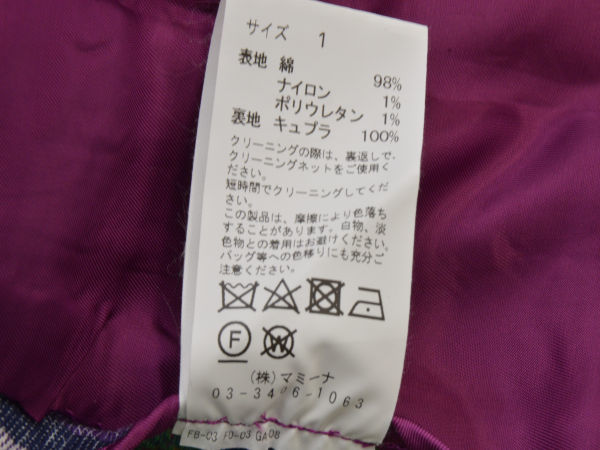 サイズ 1
表地 綿 98%
ナイロン 1%
ポリウレタン 1%
裏地 キュプラ 100%
クリーニングの際は、裏返しで、
クリーニングネットをご使用く
ださい。
短時間でクリーニングしてくだ
さい。
この製品は、摩擦により色落ち
することがあります。白物、淡
色物との着用はお避けください。
バッグ等への色移りにも充分ご
注意ください。
F W
(株)マミーナ
03-3406-1063
FB-03 FD-03 GA08